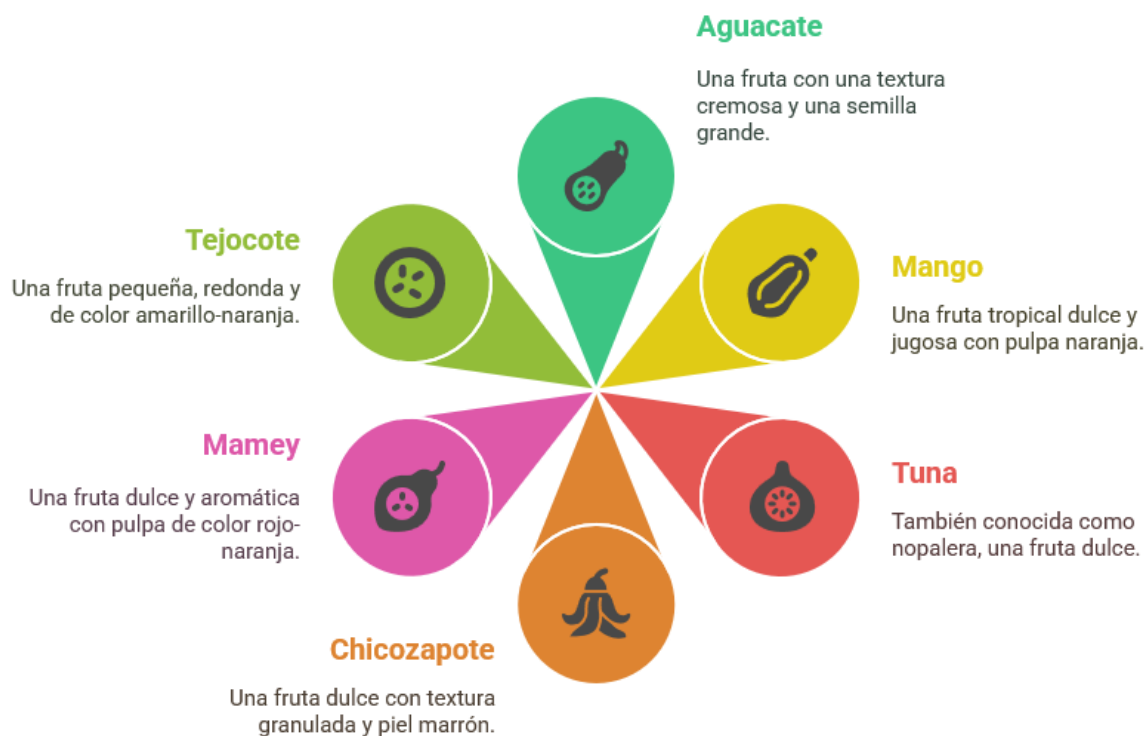 Aguacate
Una fruta con una textura
cremosa y una semilla
grande.
Tejocote
Una fruta pequeña, redonda y
de color amarillo-naranja.
Mango
Una fruta tropical dulce y
jugosa con pulpa naranja.
Mamey
Una fruta dulce y aromática
con pulpa de color rojo-
naranja.
Tuna
También conocida como
nopalera, una fruta dulce.
Chicozapote
Una fruta dulce con textura
granulada y piel marrón.